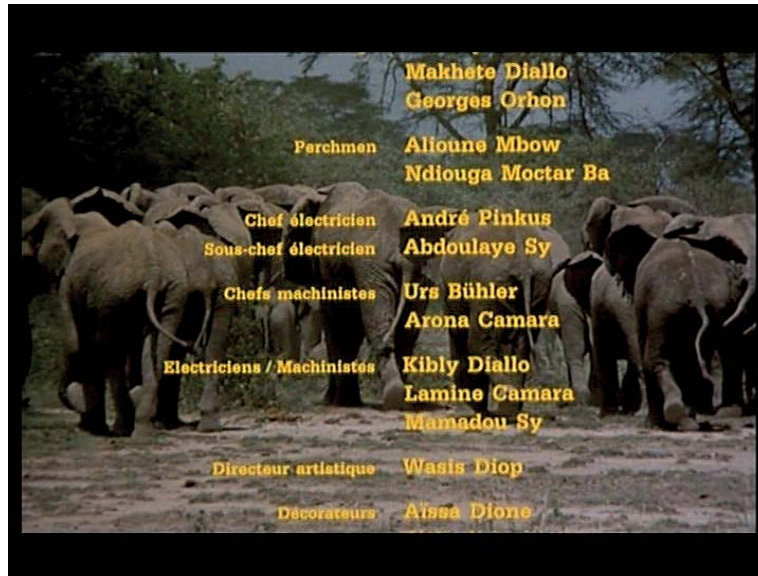 Makhete Diallo
Georges Orhon
Perchmen Alioune Mbow
Ndiouga Moctar Ba
Chef électricien André Pinkus
Sous-chef électricien Abdoulaye Sy
Chefs machinistes Urs Bühler
Arona Camara
Electriciens / Machinistes Kibly Diallo
Lamine Camara
Mamadou Sy
Directeur artistique Wasis Diop
Décorateurs Aïssa Dione